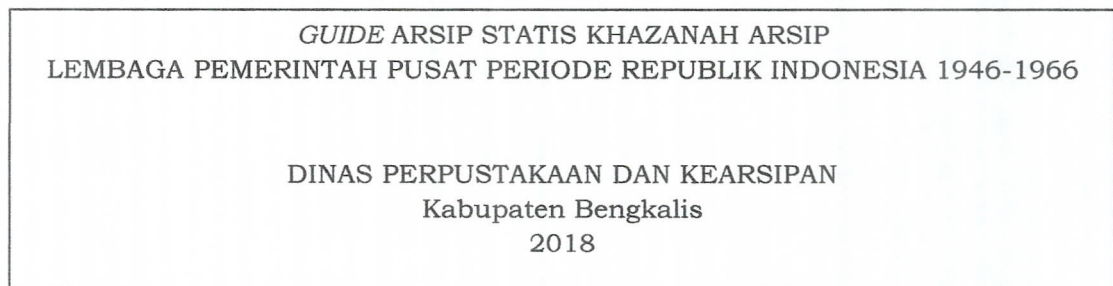 GUIDE ARSIP STATIS KHAZANAH ARSIP
LEMBAGA PEMERINTAH PUSAT PERIODE REPUBLIK INDONESIA 1946-1966
DINAS PERPUSTAKAAN DAN KEARSIPAN
Kabupaten Bengkalis
2018